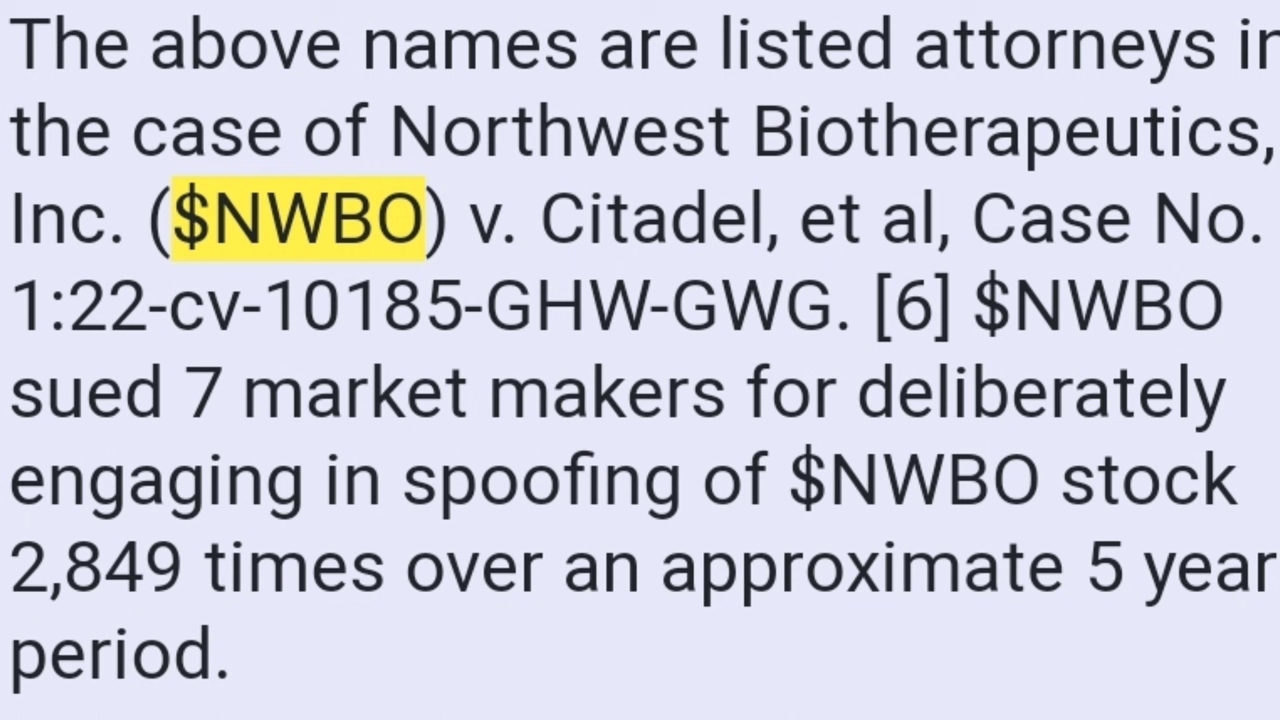 The above names are listed attorneys in
the case of Northwest Biotherapeutics,
Inc. ($NWBO) v. Citadel, et al, Case No.
1:22-cv-10185-GHW-GWG. [6] $NWBO
sued 7 market makers for deliberately
engaging in spoofing of $NWBO stock
2,849 times over an approximate 5 year
period.